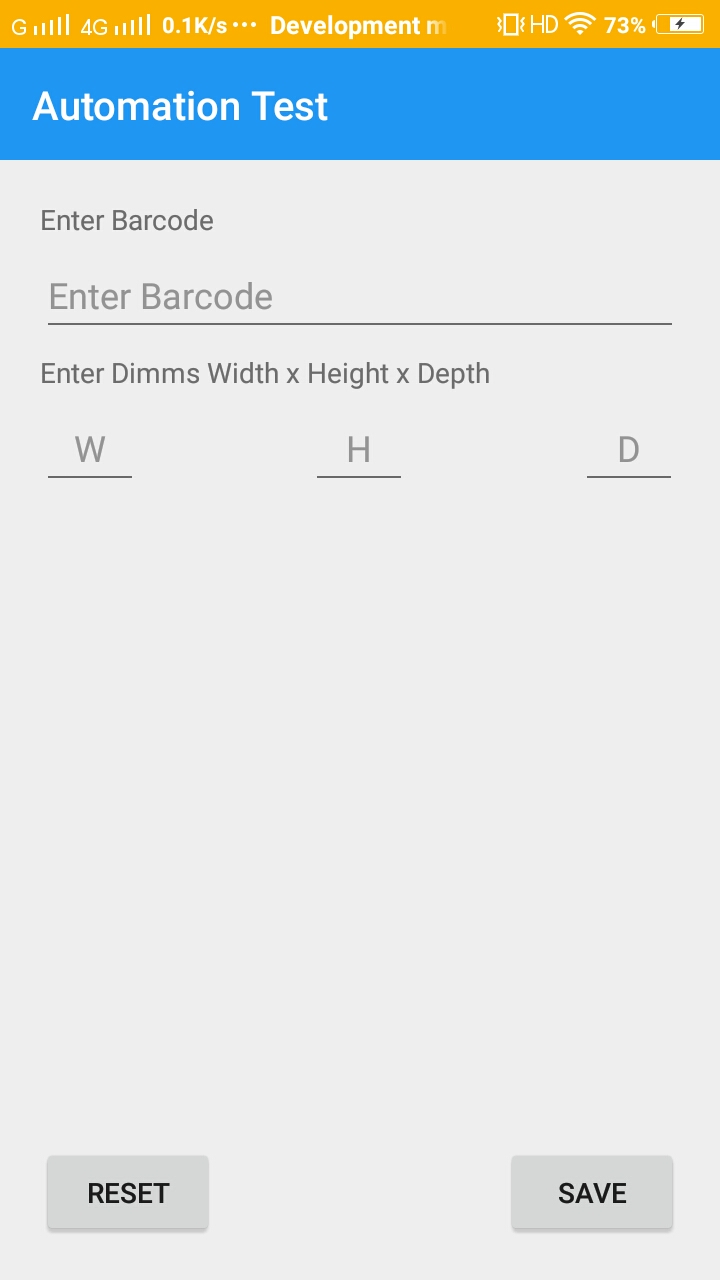 G 4G 0.1K/s ... Development m HD 73%
Automation Test
Enter Barcode
Enter Barcode
Enter Dimms Width x Height x Depth
W H D
RESET SAVE